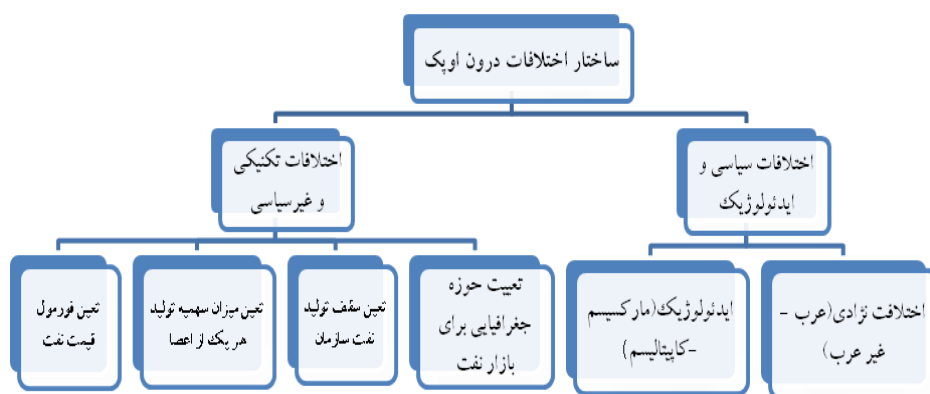 ساختار اختلافات درون اوپک
اختلافات سیاسی و
ایدئولوژیک
اختلافات تکنیکی
و غیرسیاسی
اختلافت نژادی(عرب -
غیر عرب)
ایدئولوژیک(مارکسیسم
-کاپیتالیسم)
تعییت حوزه
جغرافیایی برای
بازار نفت
تعین سقف تولید
نفت سازمان
تعین میزان سهمیه تولید
هر یک از اعضا
تعین فورمول
قیمت نفت